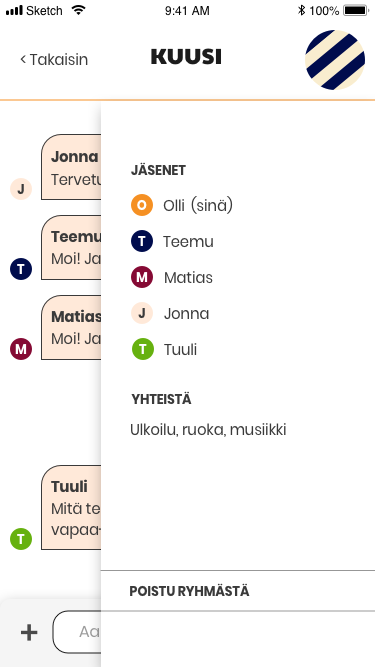 Sketch
9:41 AM
100%
< Takaisin
KUUSI
JÄSENET
O Olli (sinä)
T Teemu
M Matias
J Jonna
T Tuuli
YHTEISTÄ
Ulkoilu, ruoka, musiikki
POISTU RYHMÄSTÄ
Jonna
J
Teemu
Moi! Ja
T
Matias
Moi! Ja
M
Tuuli
Mitä te
vapaa-
T
+ Aa